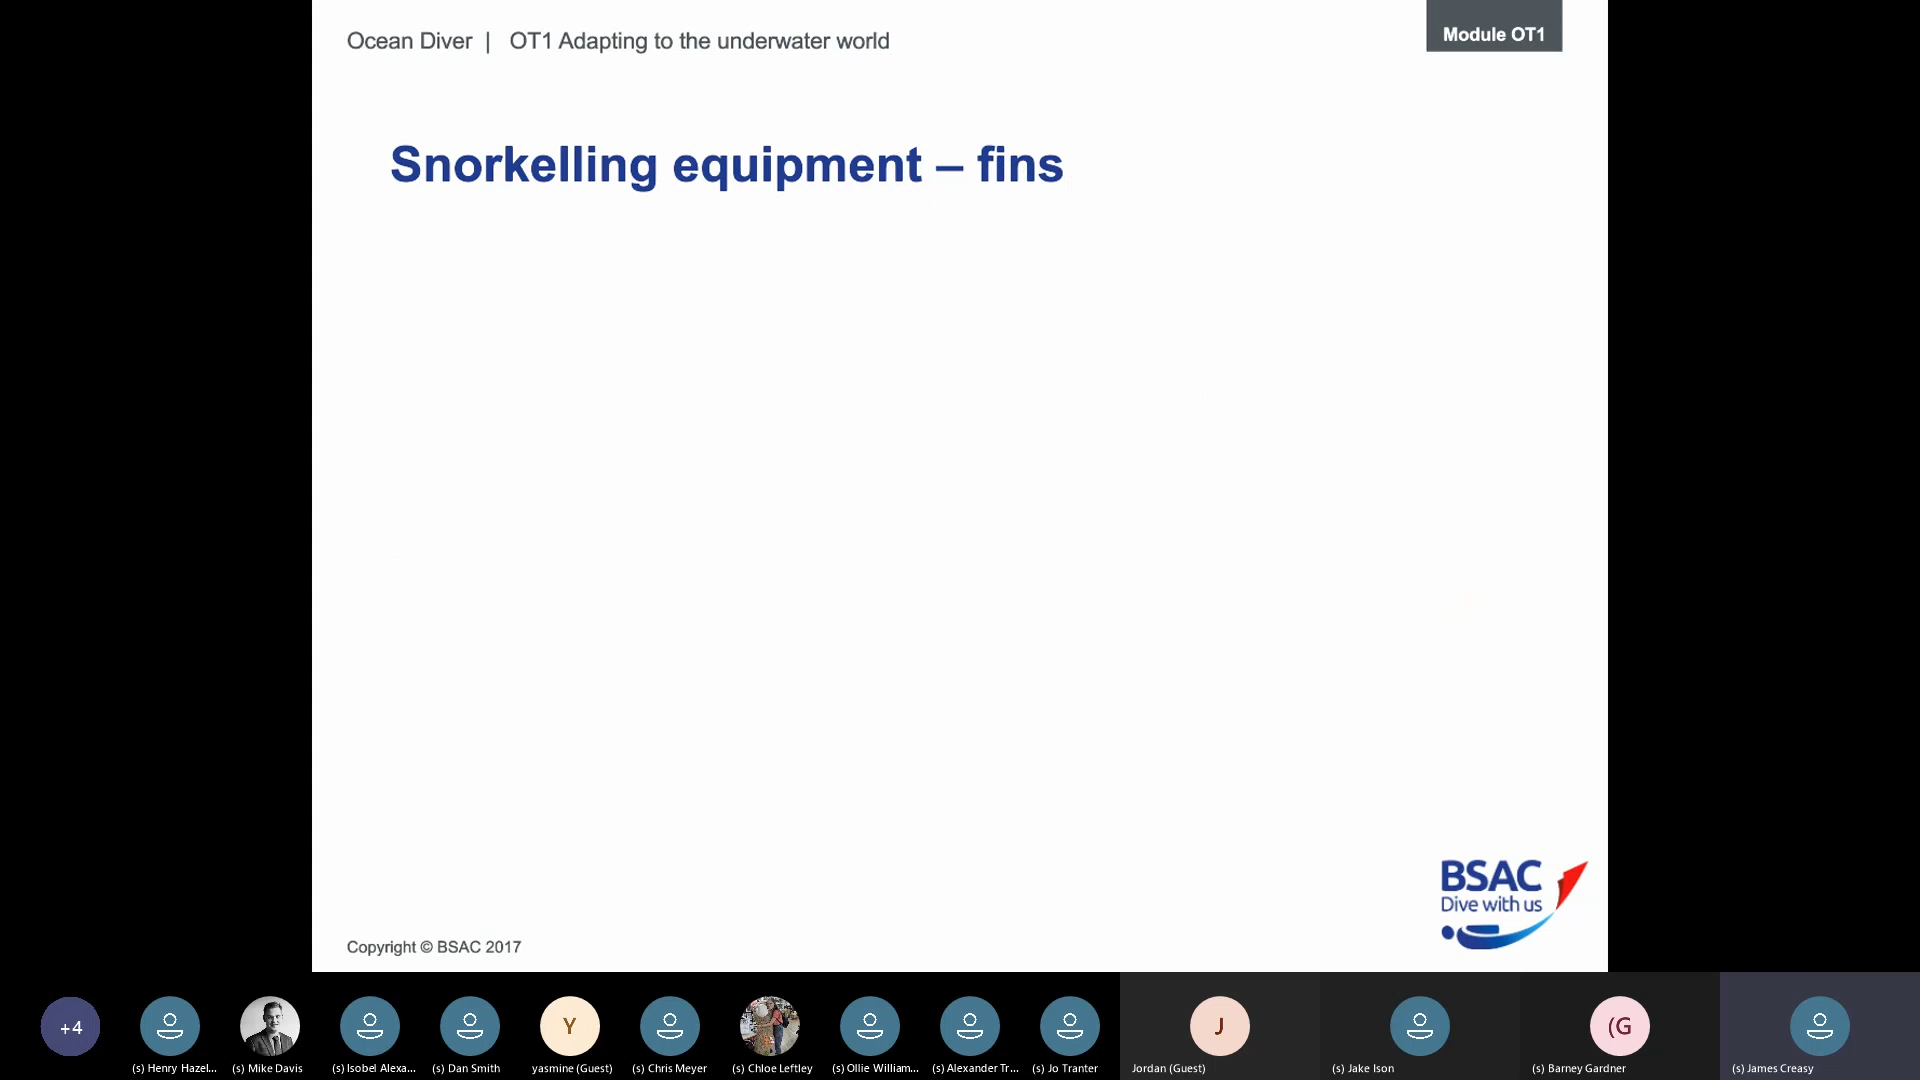 Ocean Diver | OT1 Adapting to the underwater world
Module OT1
Snorkelling equipment – fins
BSAC
Dive with us
Copyright © BSAC 2017
+4
Y
J
(G
(s) Henry Hazel...
(s) Mike Davis
(s) Isobel Alexa...
(s) Dan Smith
yasmine (Guest)
(s) Chris Meyer
(s) Chloe Leftley
(s) Ollie William...
(s) Alexander Tr...
(s) Jo Tranter
Jordan (Guest)
(s) Jake Ison
(s) Barney Gardner
(s) James Creasy